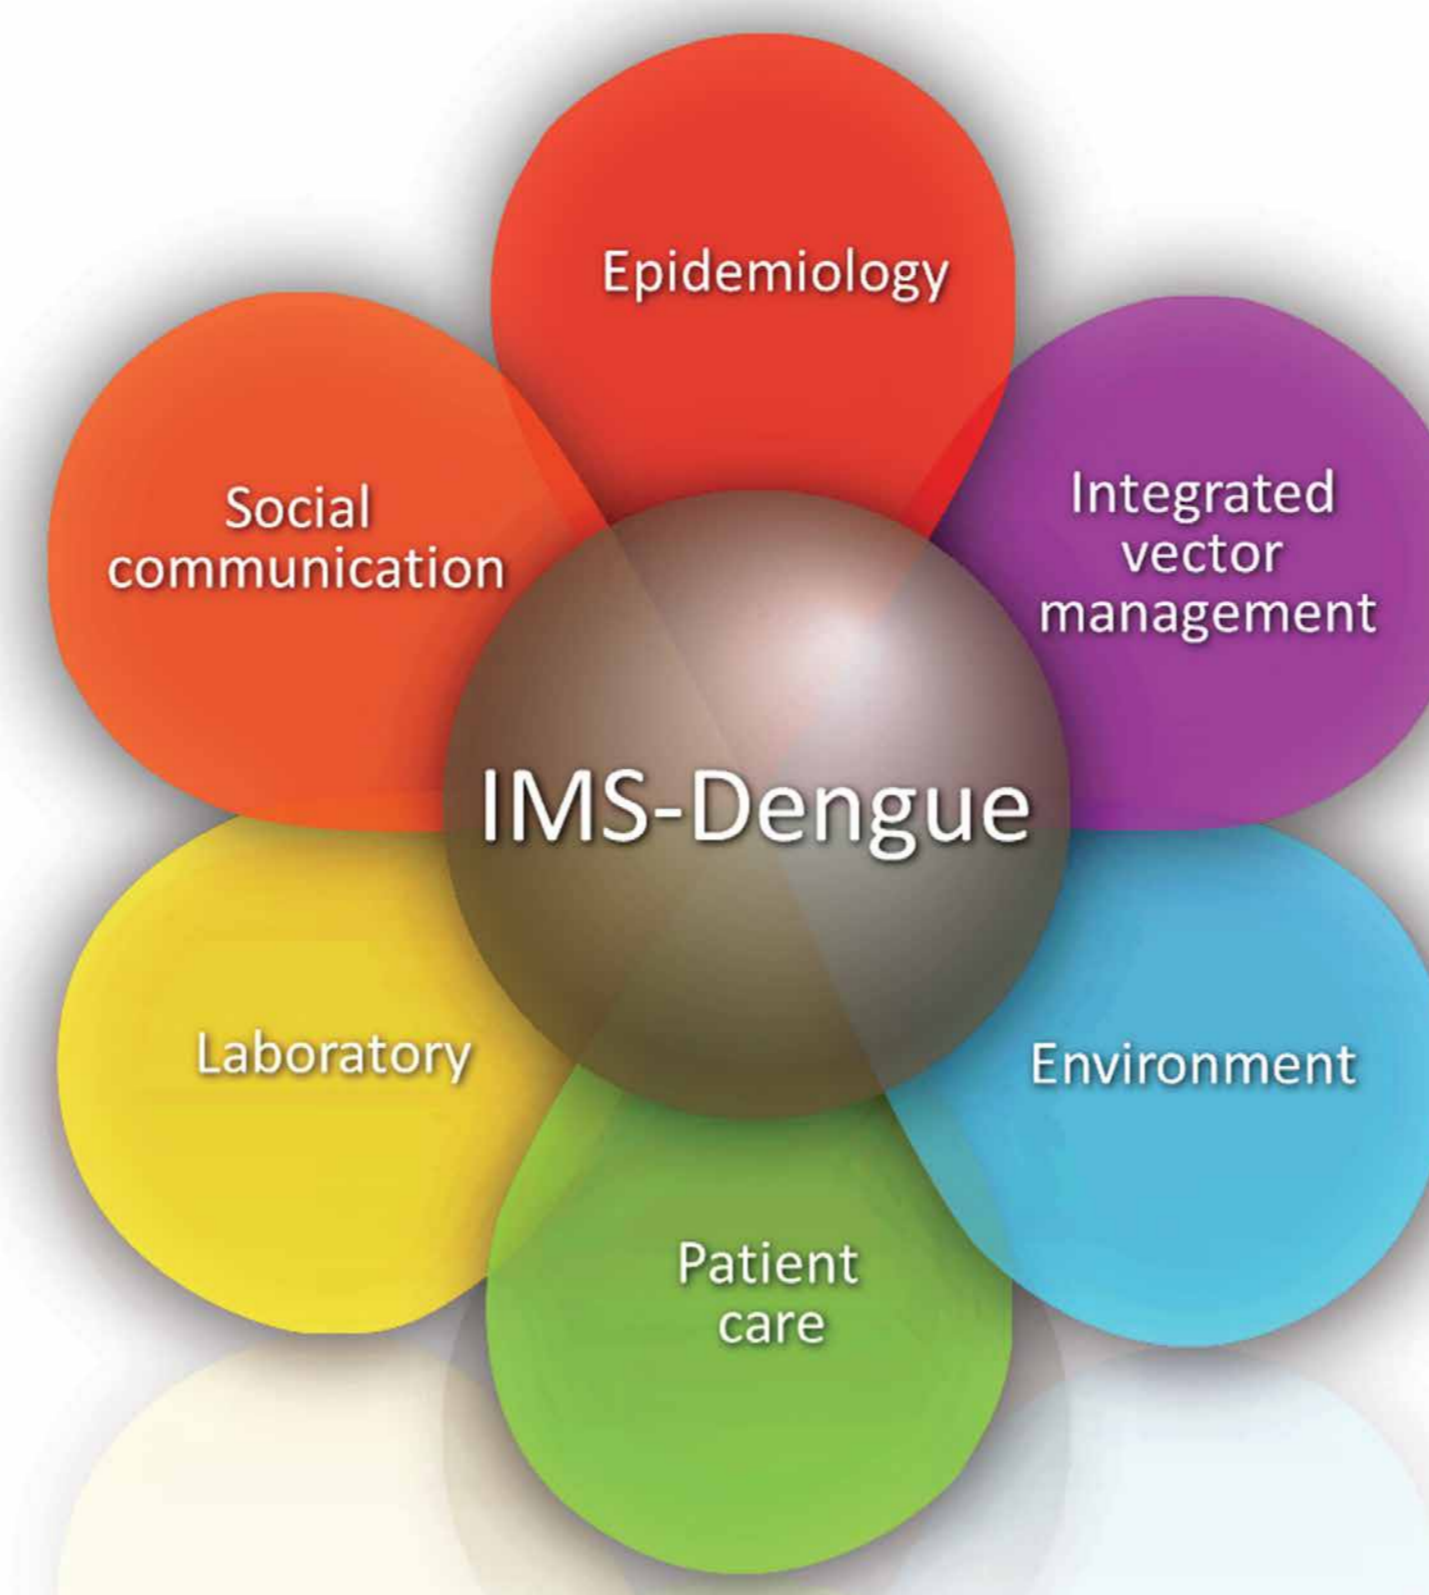 Epidemiology
Social
communication
Integrated
vector
management
IMS-Dengue
Laboratory
Environment
Patient
care